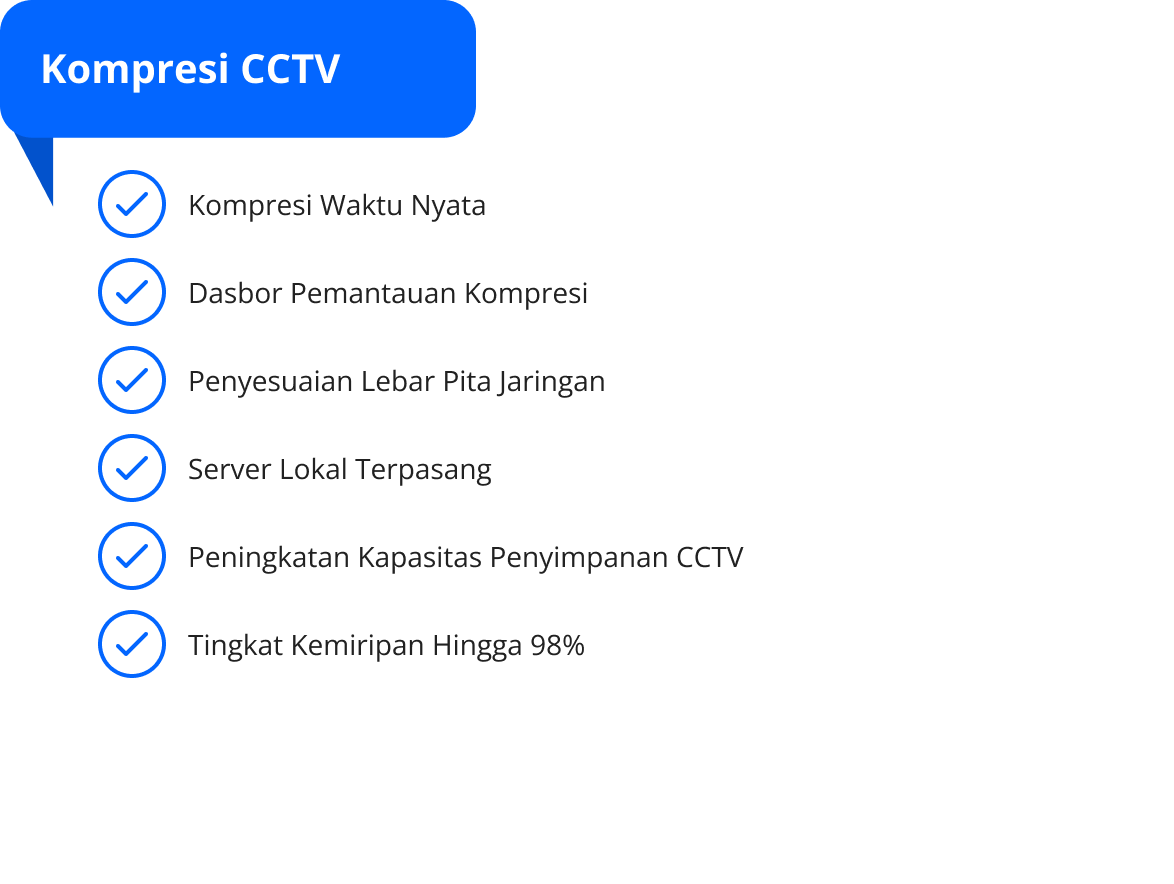 Kompresi CCTV
Kompresi Waktu Nyata
Dasbor Pemantauan Kompresi
Penyesuaian Lebar Pita Jaringan
Server Lokal Terpasang
Peningkatan Kapasitas Penyimpanan CCTV
Tingkat Kemiripan Hingga 98%